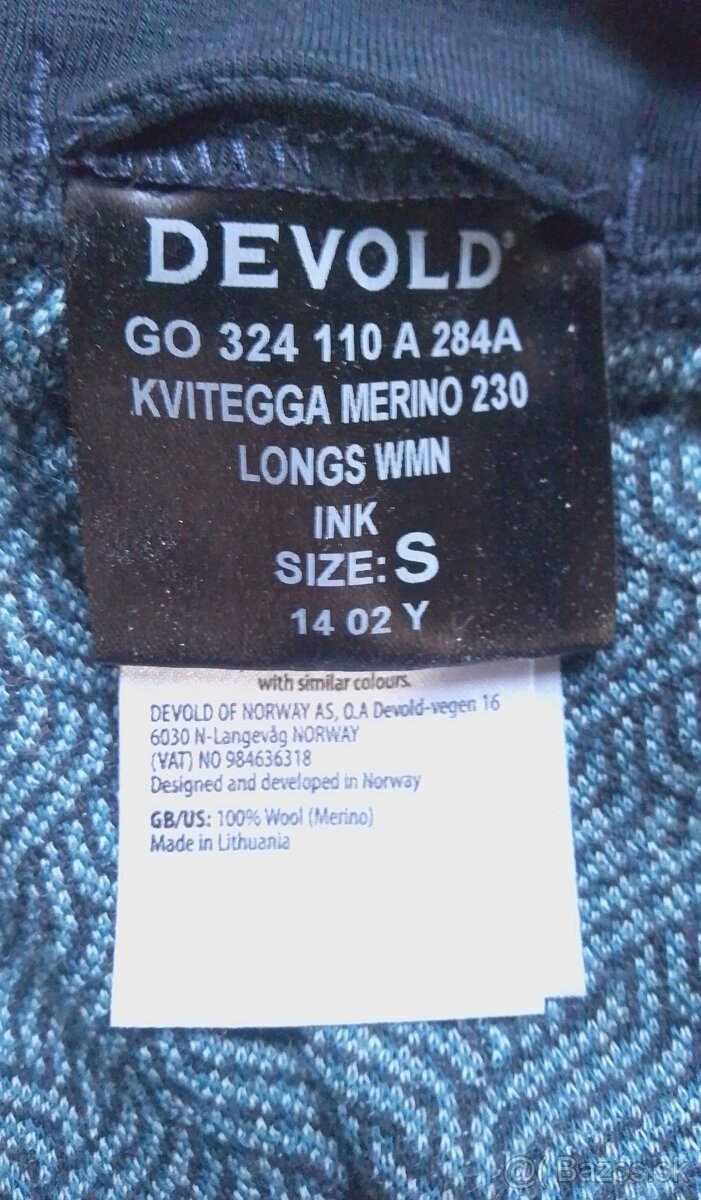 DEVOLD®
GO 324 110 A 284A
KVITEGGA MERINO 230
LONGS WMN
INK
SIZE: S
14 02 Y
with similar colours.
DEVOLD OF NORWAY AS, O.A Devold-vegen 16
6030 N-Langevåg NORWAY
(VAT) NO 984636318
Designed and developed in Norway
GB/US: 100% Wool (Merino)
Made in Lithuania
@ Bazos.sk